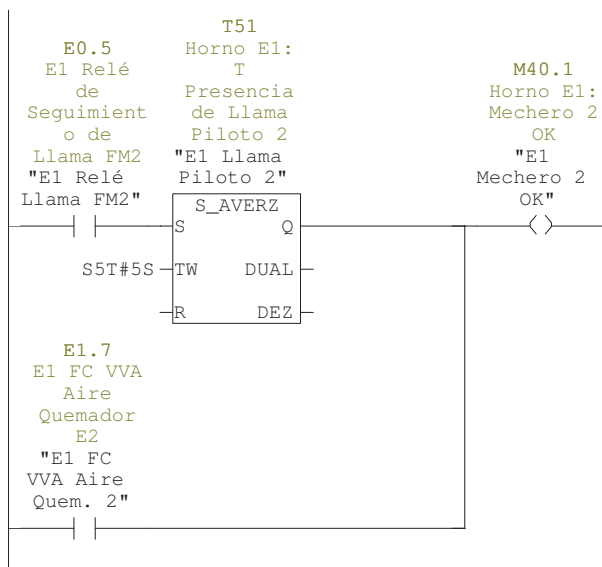 T51
Horno E1:
T
Presencia
de Llama
Piloto 2
"E1 Llama
Piloto 2"
E0.5
E1 Relé
de
Seguimient
o de
Llama FM2
"E1 Relé
Llama FM2"
M40.1
Horno E1:
Mechero 2
OK
"E1
Mechero 2
OK"
S_AVERZ
S Q
S5T#5S TW DUAL
R DEZ
E1.7
E1 FC VVA
Aire
Quemador
E2
"E1 FC
VVA Aire
Quem. 2"